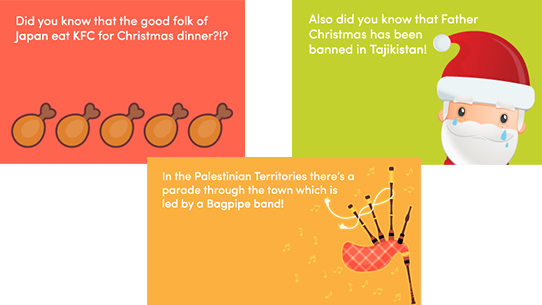 Did you know that the good folk of
Japan eat KFC for Christmas dinner?!?
Also did you know that Father
Christmas has been
banned in Tajikistan!
In the Palestinian Territories there's a
parade through the town which is
led by a Bagpipe band!